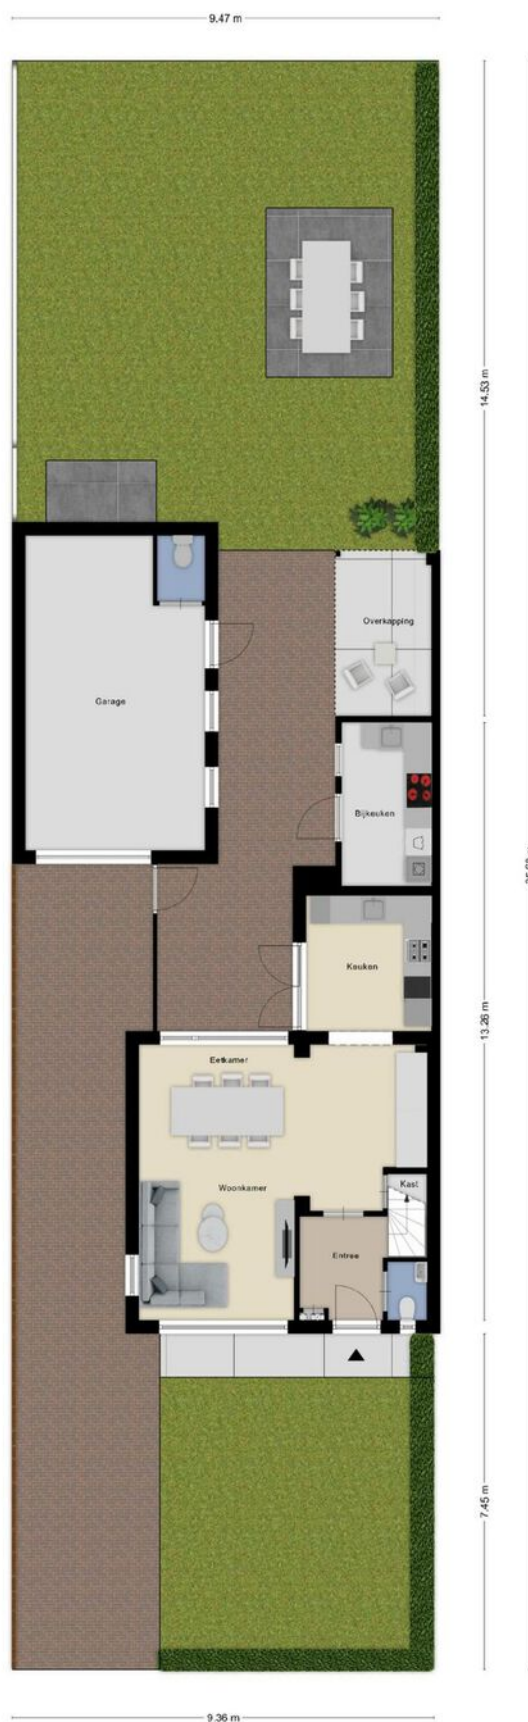 9.47 m
14.53 m
Overkapping
Garage
Bijkeuken
Keuken
13.26 m
Eetkamer
Kast
Woonkamer
Entree
7.45 m
9.36 m